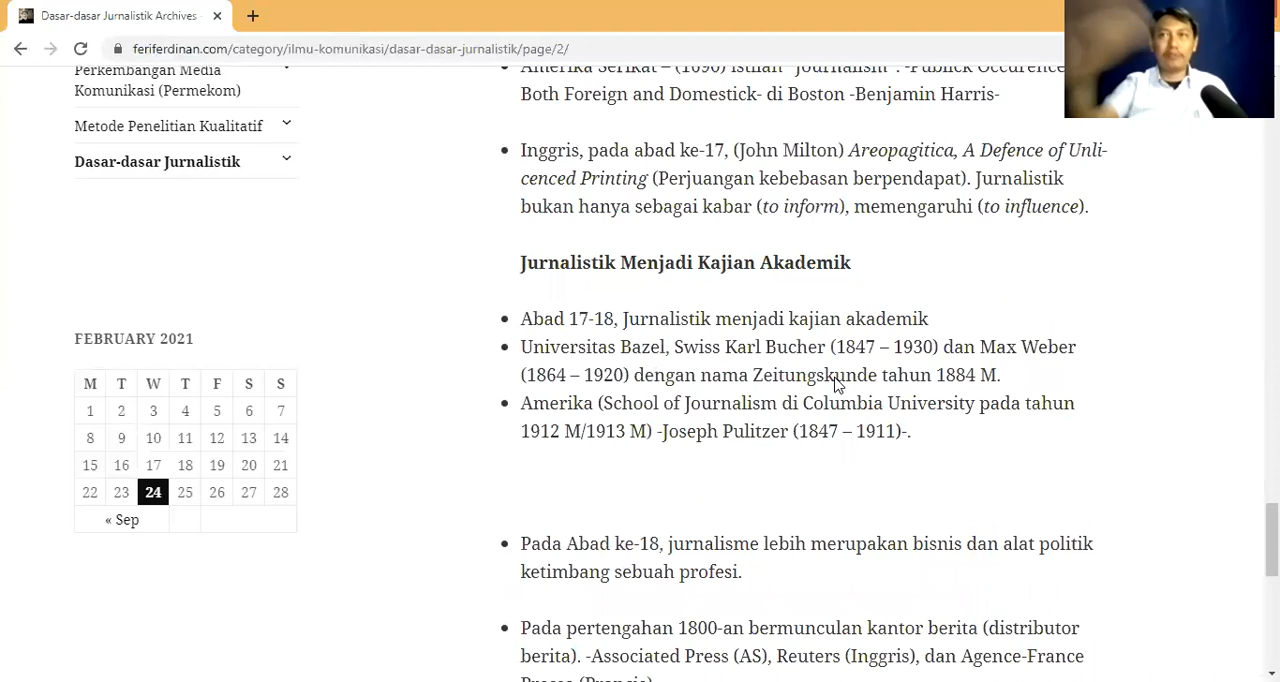 Dasar-dasar Jurnalistik Archives
feriferdinan.com/category/ilmu-komunikasi/dasar-dasar-jurnalistik/page/2/
Perkembangan Media
Komunikasi (Permekom)
Metode Penelitian Kualitatif
Dasar-dasar Jurnalistik
FEBRUARY 2021
M T W T F S S
1 2 3 4 5 6 7
8 9 10 11 12 13 14
15 16 17 18 19 20 21
22 23 24 25 26 27 28
« Sep
Amerika Serikat – (1690) istilah "Journalism". -Publick Occurence
Both Foreign and Domestick- di Boston -Benjamin Harris-
Inggris, pada abad ke-17, (John Milton) Areopagitica, A Defence of Unli-
cenced Printing (Perjuangan kebebasan berpendapat). Jurnalistik
bukan hanya sebagai kabar (to inform), memengaruhi (to influence).
Jurnalistik Menjadi Kajian Akademik
Abad 17-18, Jurnalistik menjadi kajian akademik
Universitas Bazel, Swiss Karl Bucher (1847 – 1930) dan Max Weber
(1864 – 1920) dengan nama Zeitungskunde tahun 1884 M.
Amerika (School of Journalism di Columbia University pada tahun
1912 M/1913 M) -Joseph Pulitzer (1847 – 1911)-.
Pada Abad ke-18, jurnalisme lebih merupakan bisnis dan alat politik
ketimbang sebuah profesi.
Pada pertengahan 1800-an bermunculan kantor berita (distributor
berita). -Associated Press (AS), Reuters (Inggris), dan Agence-France